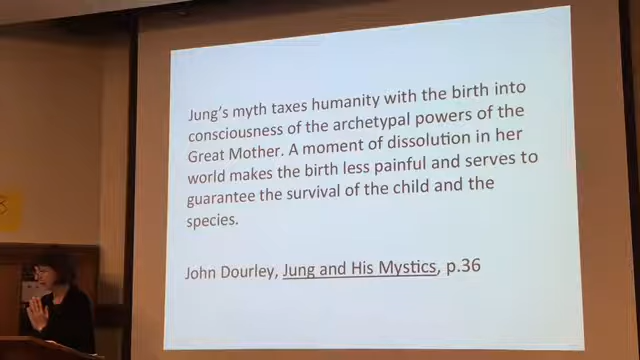 Jung's myth taxes humanity with the birth into
consciousness of the archetypal powers of the
Great Mother. A moment of dissolution in her
world makes the birth less painful and serves to
guarantee the survival of the child and the
species.
John Dourley, Jung and His Mystics, p.36